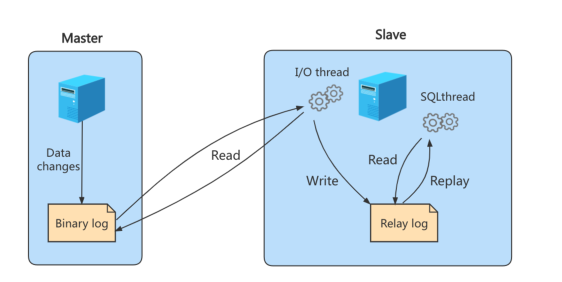 Master
Slave
I/O thread
SQLthread
Data
changes
Read
Read
Write
Replay
Binary log
Relay log